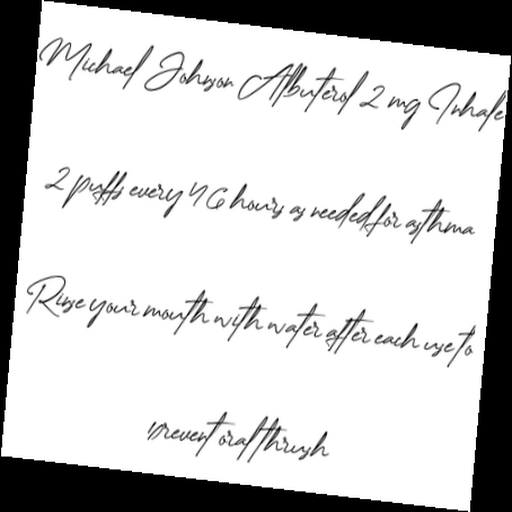 Michael Johnson Albuterol 2 mg Inhale
2 puffs every 4 6 hours as needed for asthma
Rinse your mouth with water after each use to
prevent oral thrush